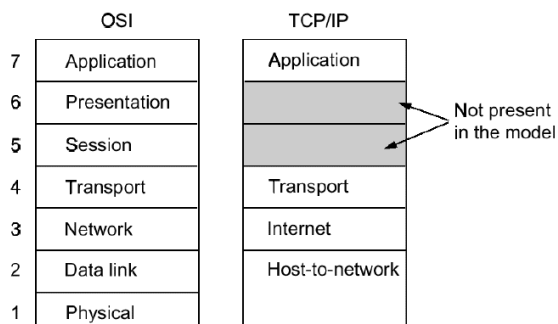 OSI TCP/IP
7 Application Application
6 Presentation
Not present
in the model
5 Session
4 Transport Transport
3 Network Internet
2 Data link Host-to-network
1 Physical